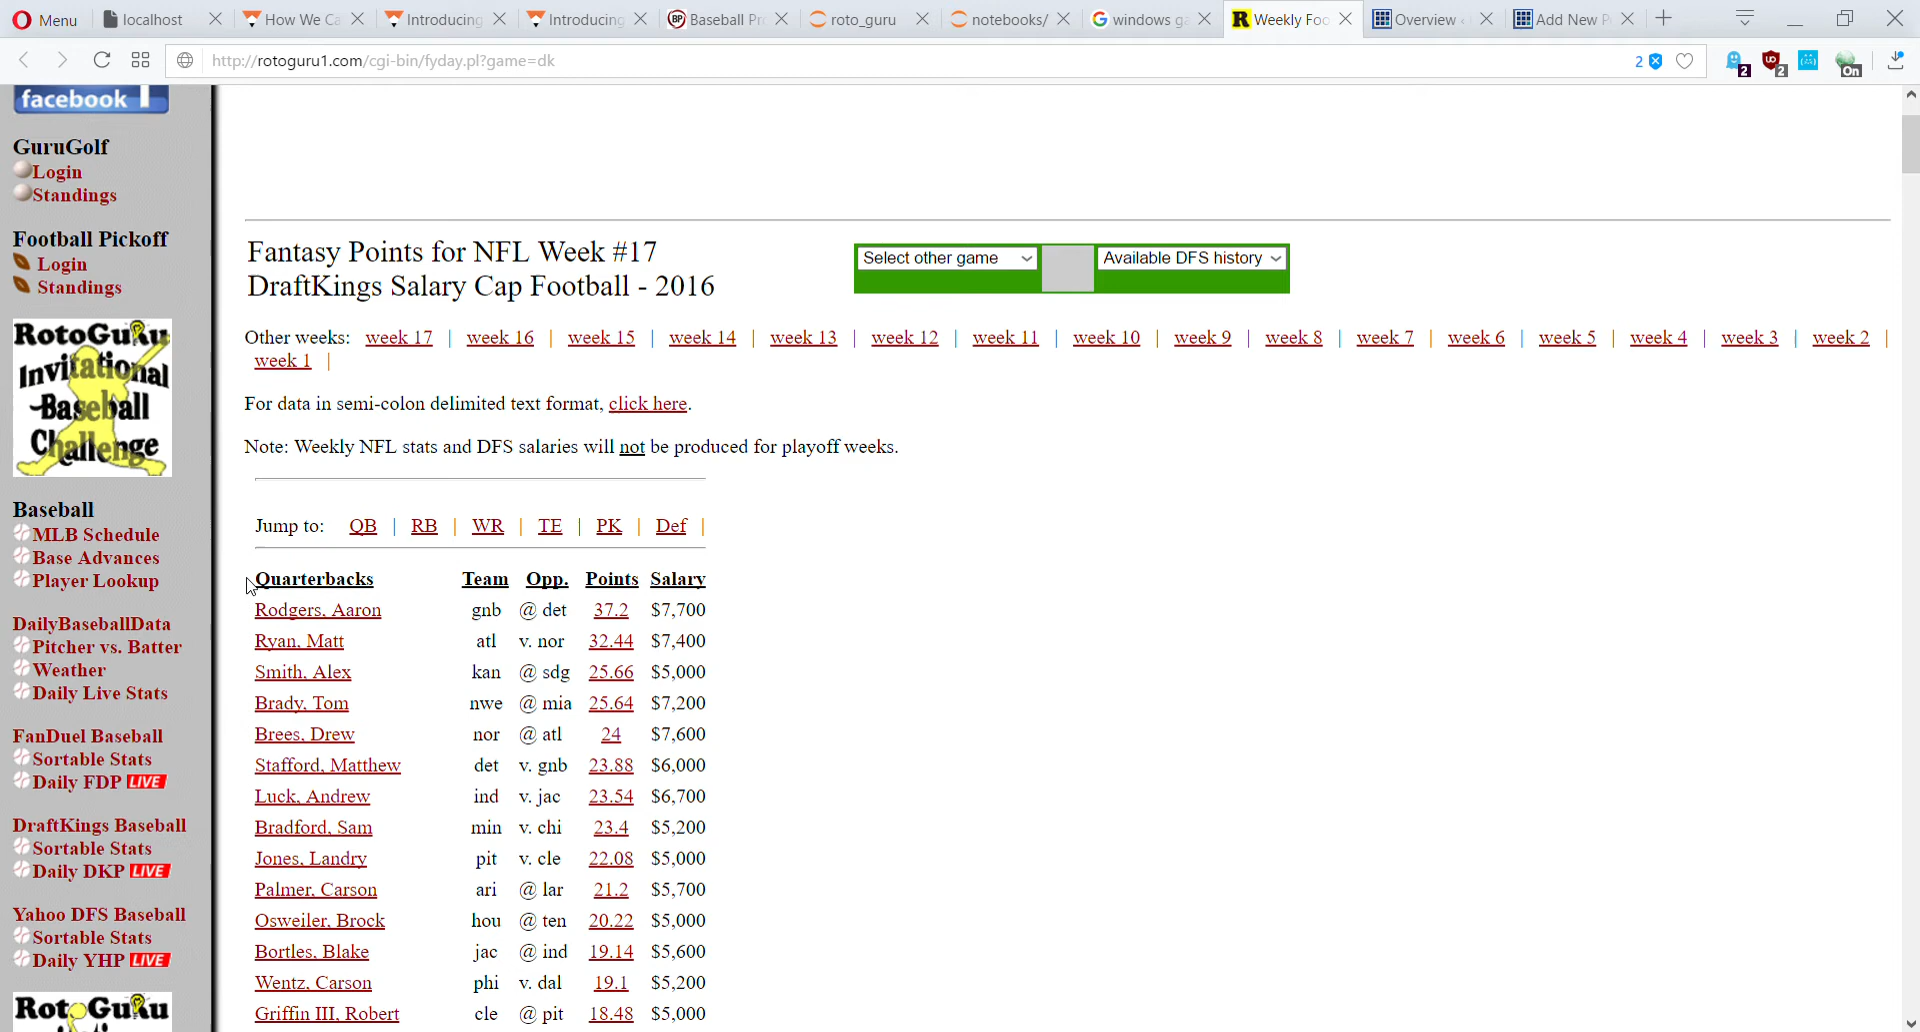 Menu
localhost
How We Ca
Introducing
Introducing
Baseball Pro
roto_guru
notebooks/
windows ga
Weekly Foo
Overview
Add New P
http://rotoguru1.com/cgi-bin/fyday.pl?game=dk
2
2
2
On
facebook
GuruGolf
Login
Standings
Football Pickoff
Login
Standings
RotoGuRu
Invitational
Baseball
Challenge
Baseball
MLB Schedule
Base Advances
Player Lookup
DailyBaseballData
Pitcher vs. Batter
Weather
Daily Live Stats
FanDuel Baseball
Sortable Stats
Daily FDP LIVE
DraftKings Baseball
Sortable Stats
Daily DKP LIVE
Yahoo DFS Baseball
Sortable Stats
Daily YHP LIVE
RotoGuRu
Fantasy Points for NFL Week #17
DraftKings Salary Cap Football - 2016
Select other game
Available DFS history
Other weeks: week 17 | week 16 | week 15 | week 14 | week 13 | week 12 | week 11 | week 10 | week 9 | week 8 | week 7 | week 6 | week 5 | week 4 | week 3 | week 2 |
week 1 |
For data in semi-colon delimited text format, click here.
Note: Weekly NFL stats and DFS salaries will not be produced for playoff weeks.
Jump to: QB | RB | WR | TE | PK | Def |
Quarterbacks Team Opp. Points Salary
Rodgers, Aaron gnb @ det 37.2 $7,700
Ryan, Matt atl v. nor 32.44 $7,400
Smith, Alex kan @ sdg 25.66 $5,000
Brady, Tom nwe @ mia 25.64 $7,200
Brees, Drew nor @ atl 24 $7,600
Stafford, Matthew det v. gnb 23.88 $6,000
Luck, Andrew ind v. jac 23.54 $6,700
Bradford, Sam min v. chi 23.4 $5,200
Jones, Landry pit v. cle 22.08 $5,000
Palmer, Carson ari @ lar 21.2 $5,700
Osweiler, Brock hou @ ten 20.22 $5,000
Bortles, Blake jac @ ind 19.14 $5,600
Wentz, Carson phi v. dal 19.1 $5,200
Griffin III, Robert cle @ pit 18.48 $5,000